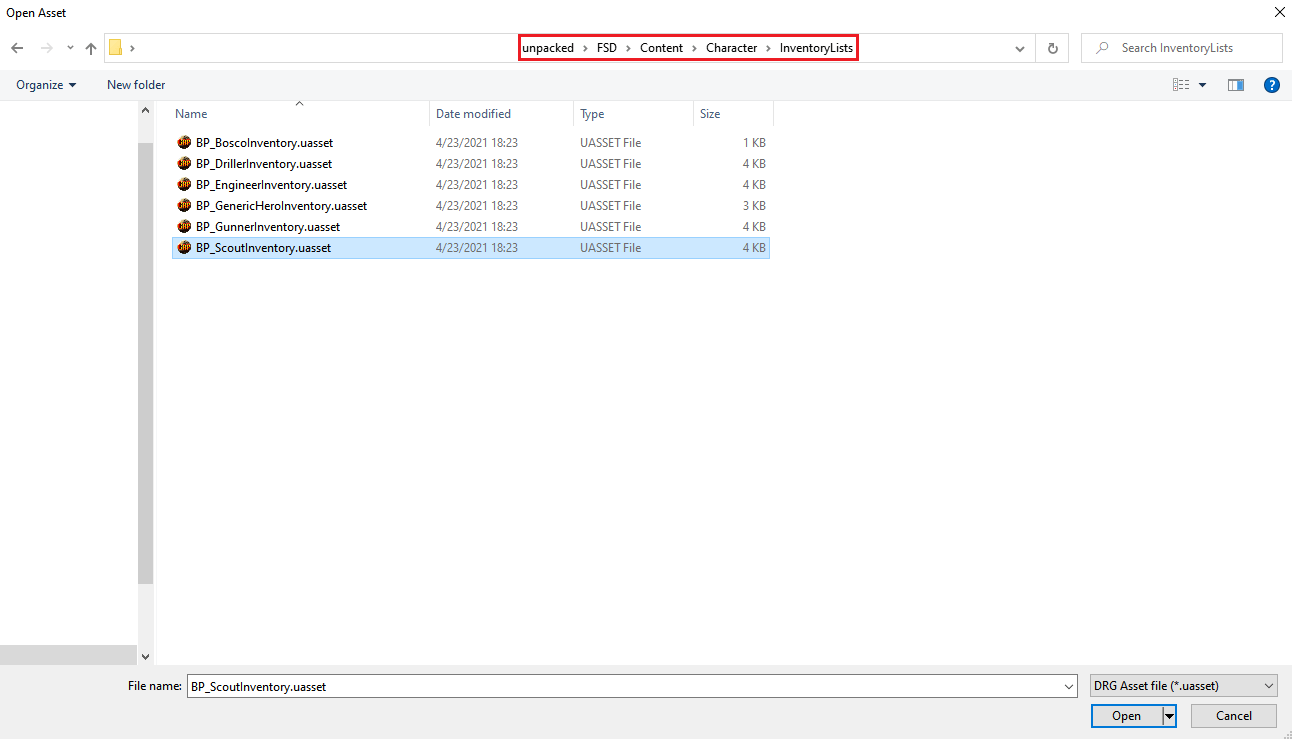 Open Asset
unpacked › FSD › Content › Character › InventoryLists
Search InventoryLists
Organize
New folder
Name Date modified Type Size
BP_BoscoInventory.uasset 4/23/2021 18:23 UASSET File 1 KB
BP_DrillerInventory.uasset 4/23/2021 18:23 UASSET File 4 KB
BP_EngineerInventory.uasset 4/23/2021 18:23 UASSET File 4 KB
BP_GenericHeroInventory.uasset 4/23/2021 18:23 UASSET File 3 KB
BP_GunnerInventory.uasset 4/23/2021 18:23 UASSET File 4 KB
BP_ScoutInventory.uasset 4/23/2021 18:23 UASSET File 4 KB
File name: BP_ScoutInventory.uasset
DRG Asset file (*.uasset)
Open
Cancel